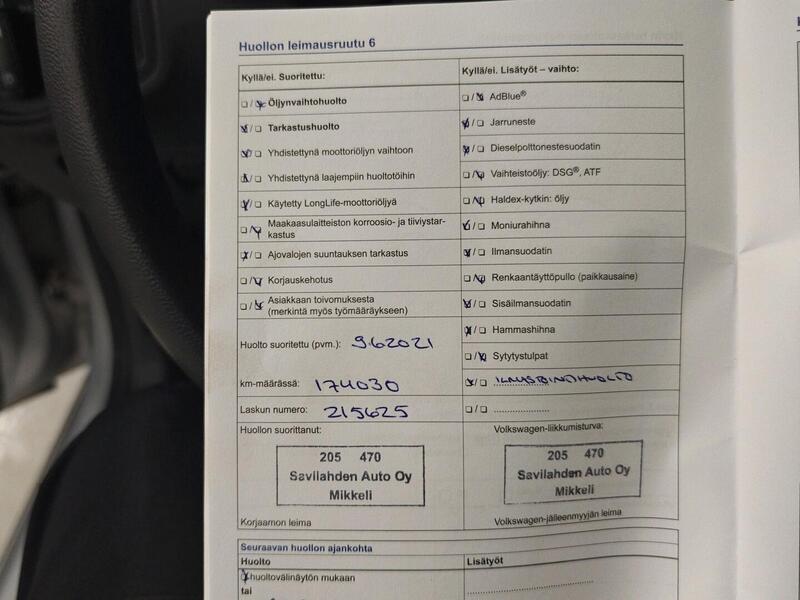 Huollon leimausruutu 6
Kyllä/ei. Suoritettu:
Öljynvaihtohuolto
Tarkastushuolto
Yhdistettynä moottoriöljyn vaihtoon
Yhdistettynä laajempiin huoltotöihin
Käytetty LongLife-moottoriöljyä
Maakaasulaitteiston korroosio- ja tiiviystar-
kastus
Ajovalojen suuntauksen tarkastus
Korjauskehotus
Asiakkaan toivomuksesta
(merkintä myös työmääräykseen)
Huolto suoritettu (pvm.): 962021
km-määrässä: 174030
Laskun numero: 215625
Huollon suorittanut:
205 470
Savilahden Auto Oy
Mikkeli
Korjaamon leima
Kyllä/ei. Lisätyöt – vaihto:
AdBlue®
Jarruneste
Dieselpolttonestesuodatin
Vaihteistoöljy: DSG®, ATF
Haldex-kytkin: öljy
Moniurahihna
Ilmansuodatin
Renkaantäyttöpullo (paikkausaine)
Sisäilmansuodatin
Hammashihna
Sytytystulpat
Volkswagen-liikkumisturva:
205 470
Savilahden Auto Oy
Mikkeli
Volkswagen-jälleenmyyjän leima
Seuraavan huollon ajankohta
Huolto
Lisätyöt
huoltovälinäytön mukaan
tai